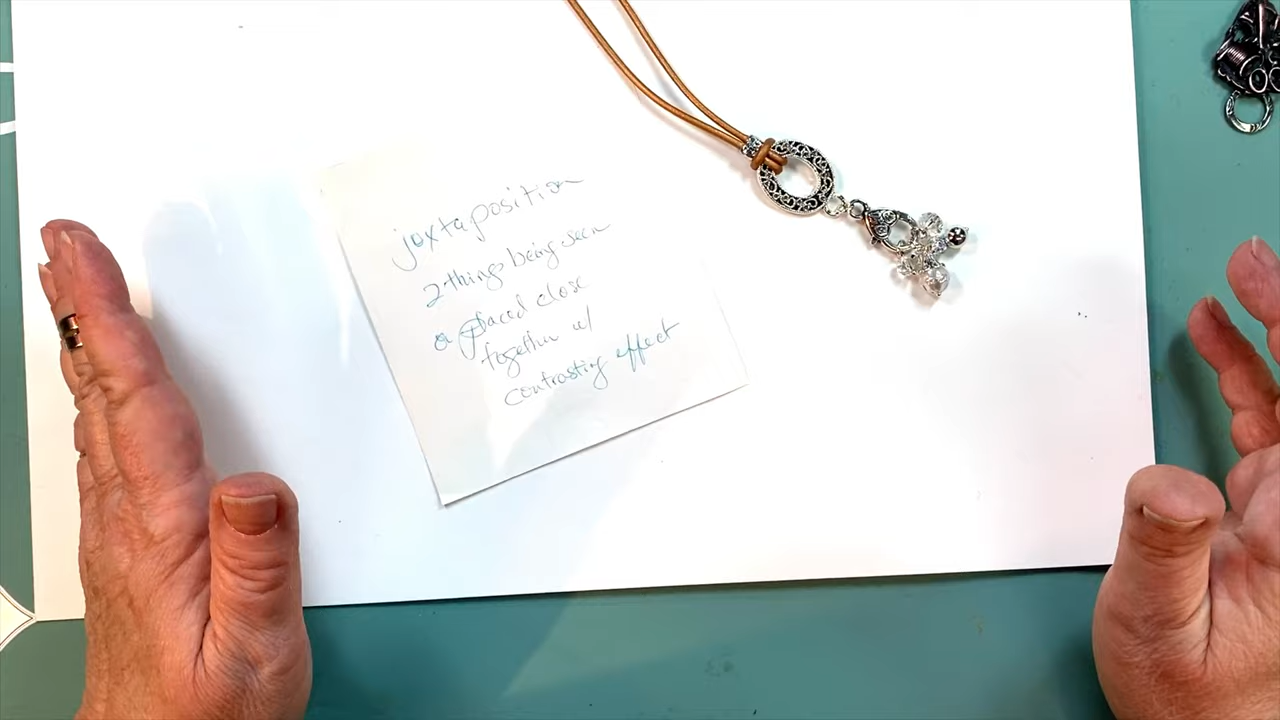 juxtaposition
2 things being seen
or placed close
together w/
contrasting effect